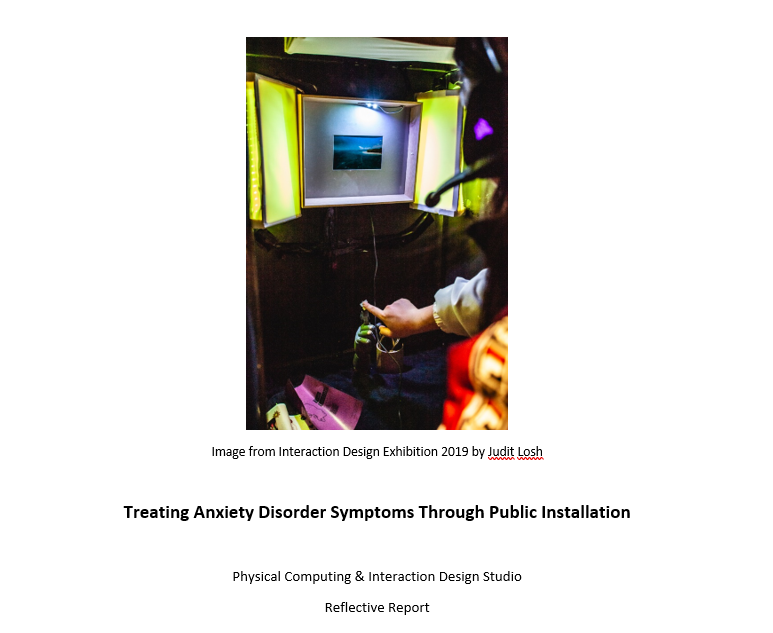 Image from Interaction Design Exhibition 2019 by Judit Losh
Treating Anxiety Disorder Symptoms Through Public Installation
Physical Computing & Interaction Design Studio
Reflective Report